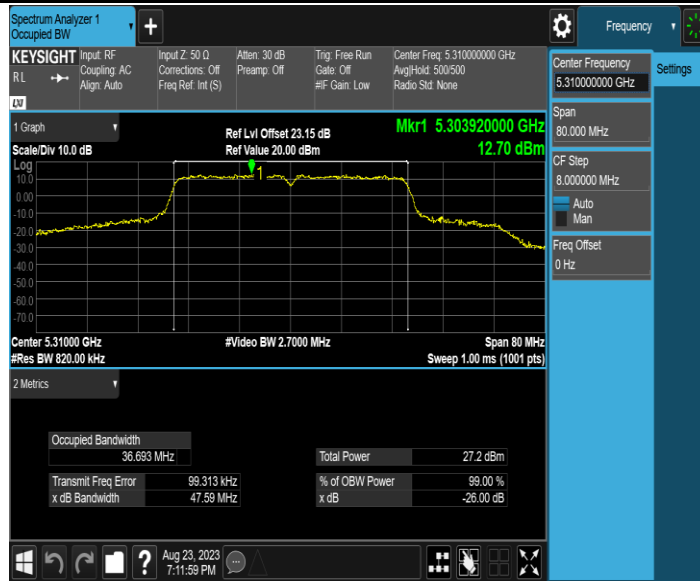 Spectrum Analyzer 1
Occupied BW
+
Frequency
KEYSIGHT
RL
LXI
Input: RF
Coupling: AC
Align: Auto
Input Z: 50 Ω
Corrections: Off
Freq Ref: Int (S)
Atten: 30 dB
Preamp: Off
Trig: Free Run
Gate: Off
#IF Gain: Low
Center Freq: 5.310000000 GHz
Avg|Hold: 500/500
Radio Std: None
Center Frequency
5.310000000 GHz
Settings
Span
80.000 MHz
CF Step
8.000000 MHz
Auto
Man
Freq Offset
0 Hz
1 Graph
Scale/Div 10.0 dB
Ref Lvl Offset 23.15 dB
Ref Value 20.00 dBm
Mkr1 5.303920000 GHz
12.70 dBm
Log
10.0
0.00
-10.0
-20.0
-30.0
-40.0
-50.0
-60.0
-70.0
1
Center 5.31000 GHz
#Video BW 2.7000 MHz
Span 80 MHz
#Res BW 820.00 kHz
Sweep 1.00 ms (1001 pts)
2 Metrics
Occupied Bandwidth
36.693 MHz
Total Power 27.2 dBm
Transmit Freq Error 99.313 kHz
% of OBW Power 99.00 %
x dB Bandwidth 47.59 MHz
x dB -26.00 dB
?
Aug 23, 2023
7:11:59 PM